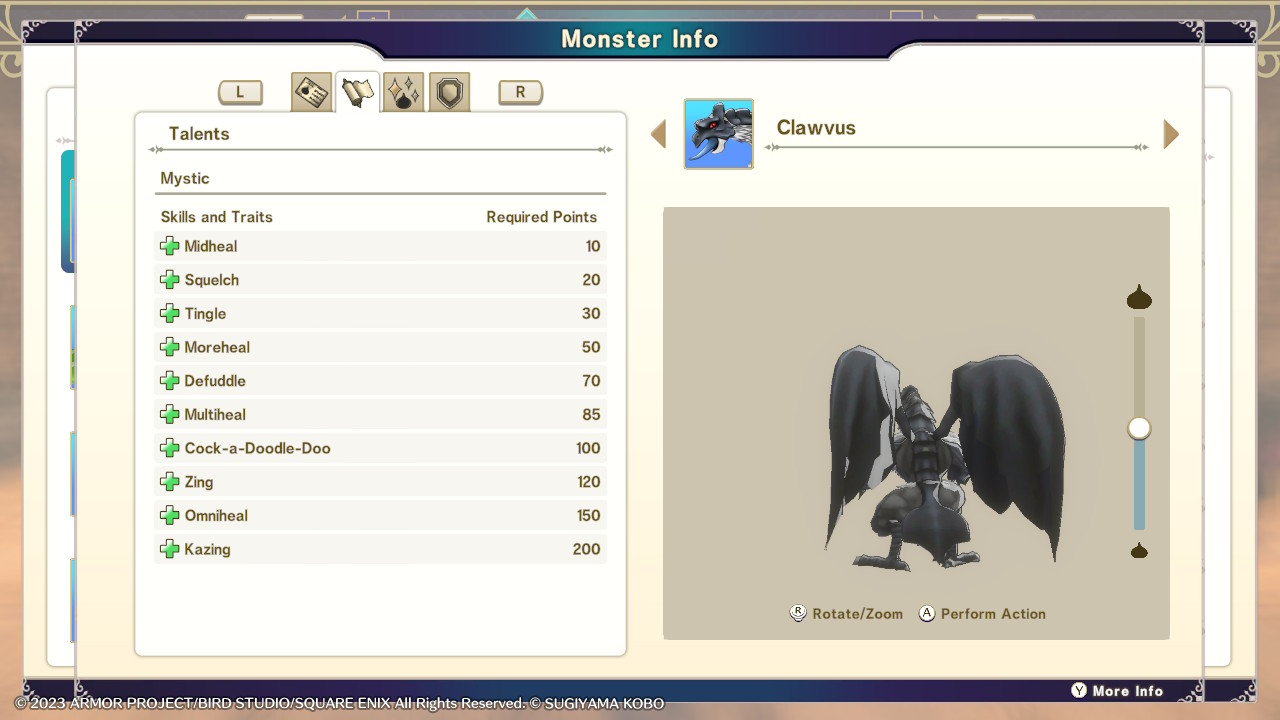 Monster Info
L
R
Talents
Clawvus
Mystic
Skills and Traits Required Points
Midheal 10
Squelch 20
Tingle 30
Moreheal 50
Defuddle 70
Multiheal 85
Cock-a-Doodle-Doo 100
Zing 120
Omniheal 150
Kazing 200
R Rotate/Zoom A Perform Action
Y More Info
© 2023 ARMOR PROJECT/BIRD STUDIO/SQUARE ENIX All Rights Reserved. © SUGIYAMA KOBO